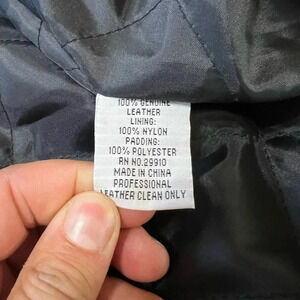 100% GENUINE
LEATHER
LINING:
100% NYLON
PADDING:
100% POLYESTER
RN NO.29910
MADE IN CHINA
PROFESSIONAL
LEATHER CLEAN ONLY